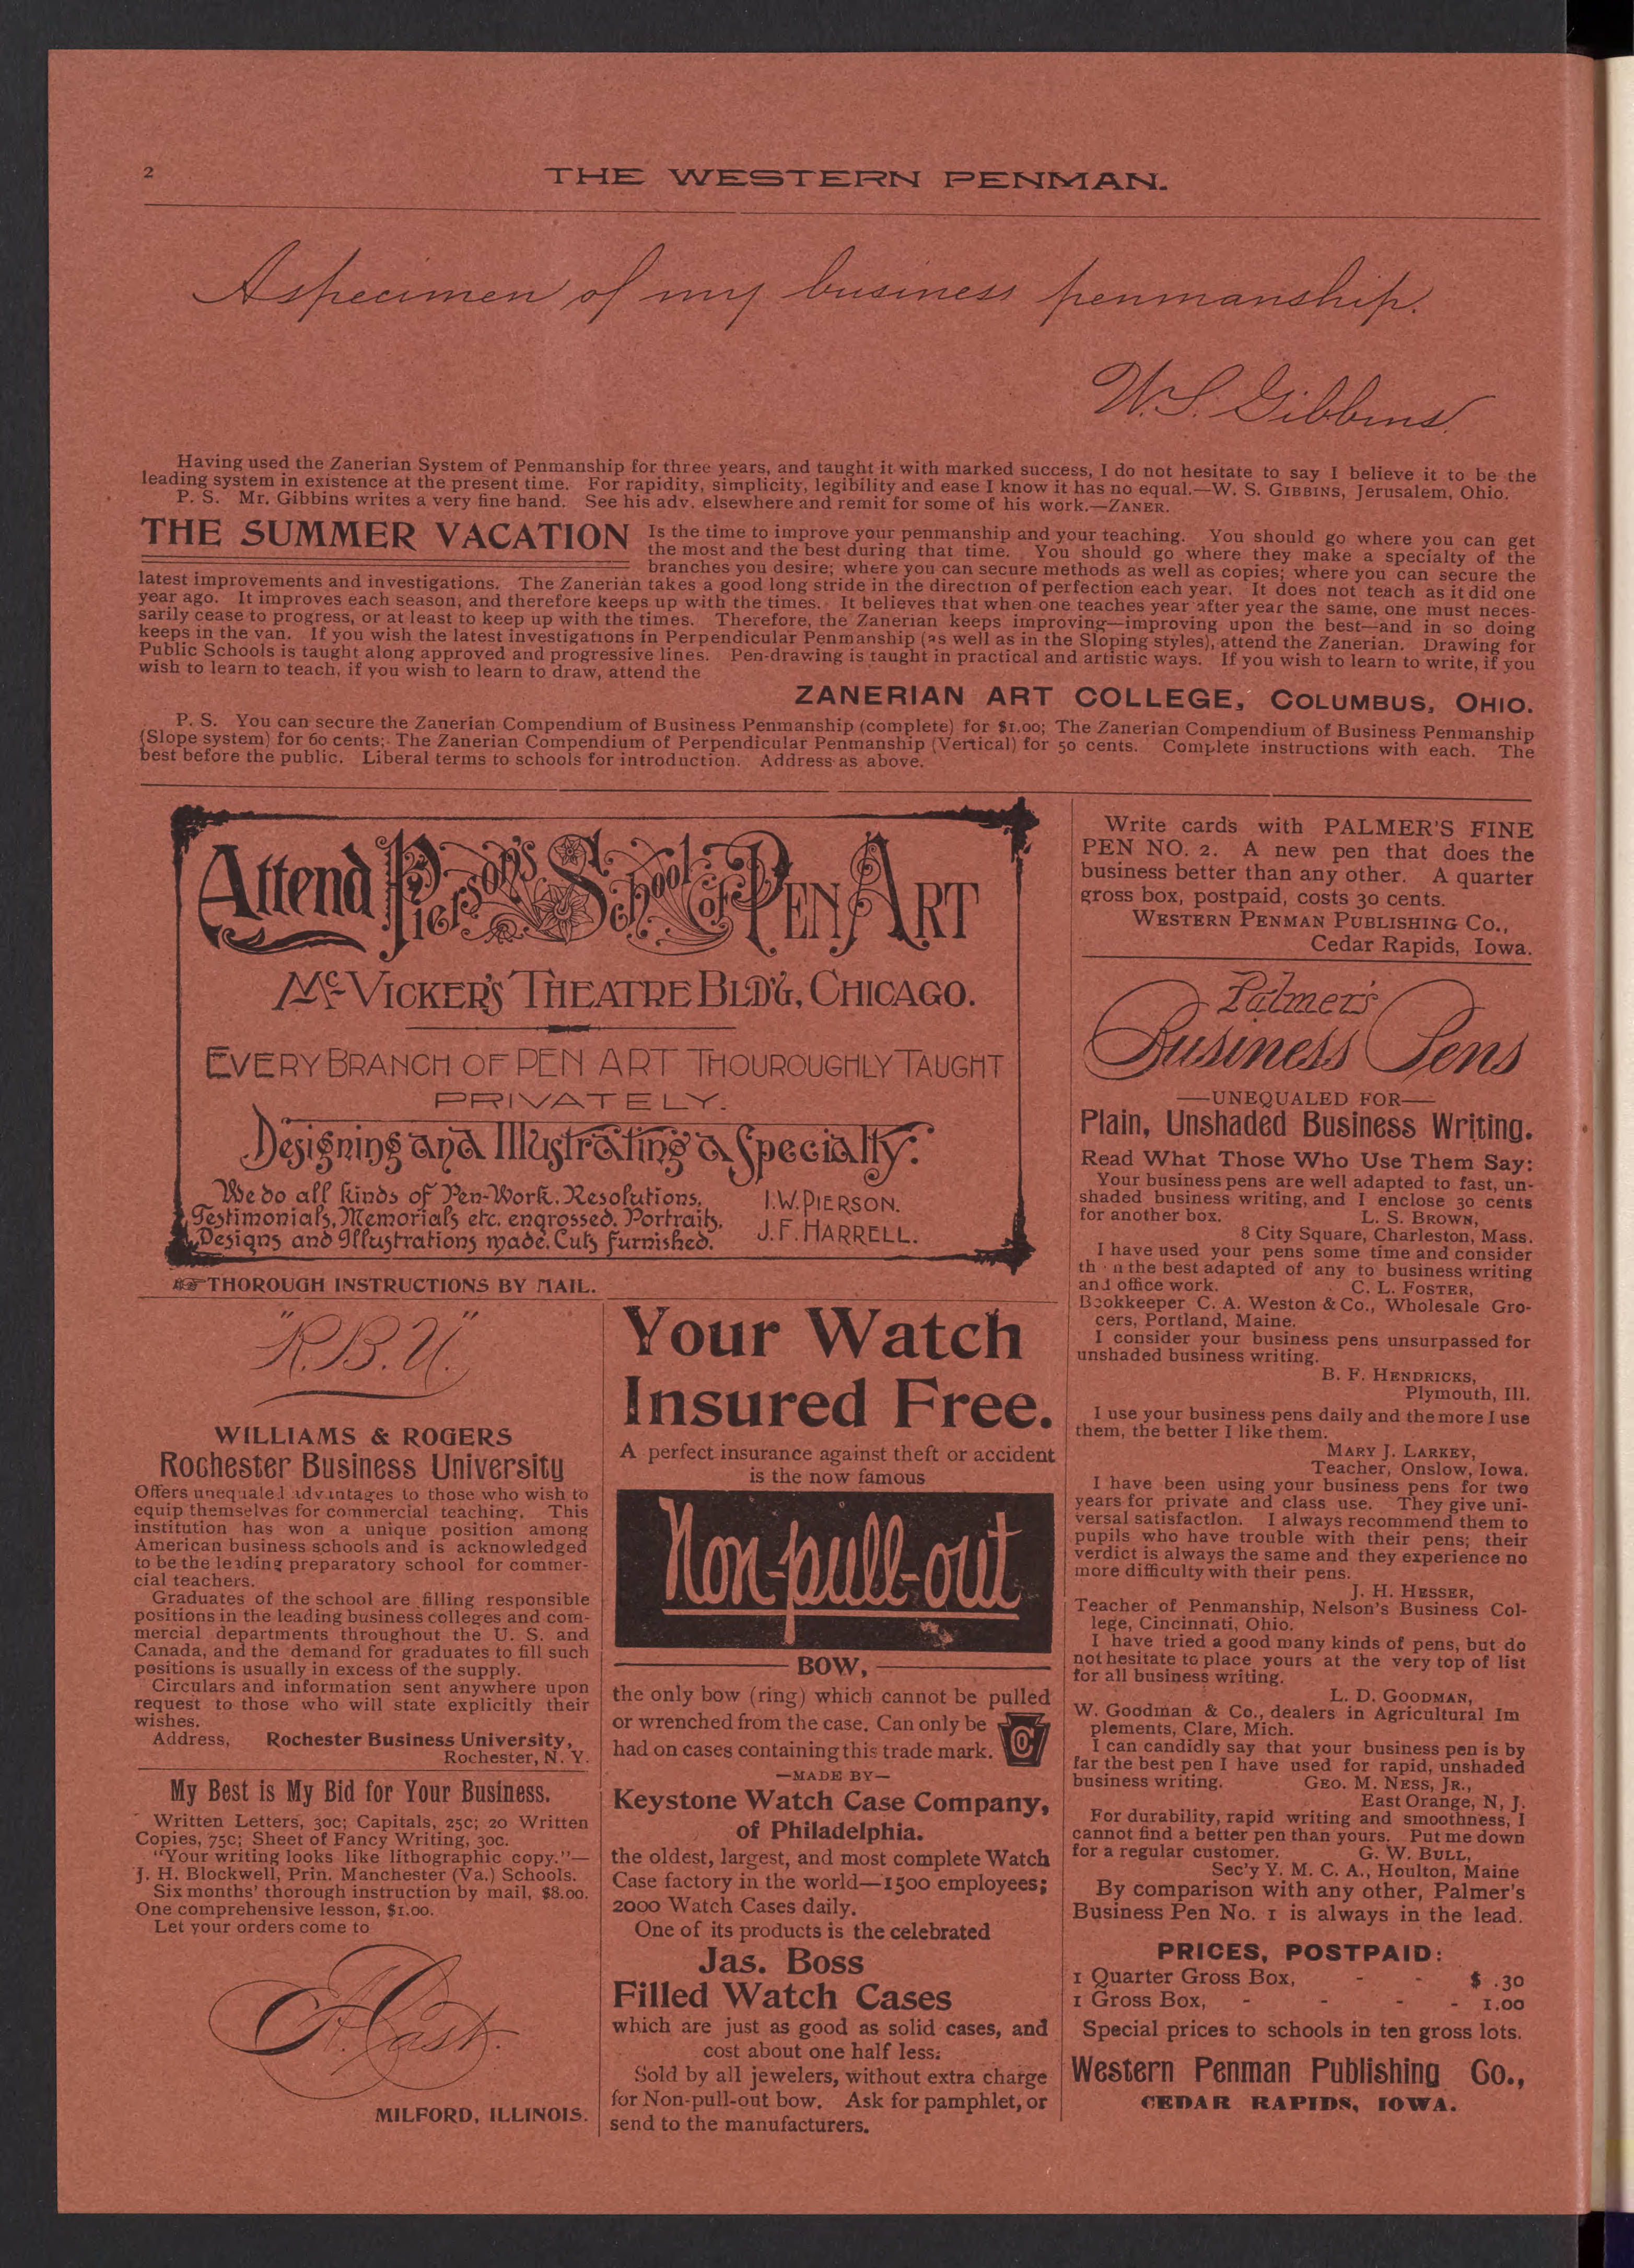 2
THE WESTERN PENMAN.
A specimen of my business penmanship.
W. S. Gibbins.
Having used the Zanerian System of Penmanship for three years, and taught it with marked success, I do not hesitate to say I believe it to be the
leading system in existence at the present time. For rapidity, simplicity, legibility and ease I know it has no equal.—W. S. GIBBINS, Jerusalem, Ohio.
P. S. Mr. Gibbins writes a very fine hand. See his adv. elsewhere and remit for some of his work.—ZANER.
THE SUMMER VACATION
Is the time to improve your penmanship and your teaching. You should go where you can get
the most and the best during that time. You should go where they make a specialty of the
branches you desire; where you can secure methods as well as copies; where you can secure the
latest improvements and investigations. The Zanerian takes a good long stride in the direction of perfection each year. It does not teach as it did one
year ago. It improves each season, and therefore keeps up with the times. It believes that when one teaches year after year the same, one must neces-
sarily cease to progress, or at least to keep up with the times. Therefore, the Zanerian keeps improving—improving upon the best—and in so doing
keeps in the van. If you wish the latest investigations in Perpendicular Penmanship (as well as in the Sloping styles), attend the Zanerian. Drawing for
Public Schools is taught along approved and progressive lines. Pen-drawing is taught in practical and artistic ways. If you wish to learn to write, if you
wish to learn to teach, if you wish to learn to draw, attend the
ZANERIAN ART COLLEGE, COLUMBUS, OHIO.
P. S. You can secure the Zanerian Compendium of Business Penmanship (complete) for $1.00; The Zanerian Compendium of Business Penmanship
(Slope system) for 60 cents; The Zanerian Compendium of Perpendicular Penmanship (Vertical) for 50 cents. Complete instructions with each. The
best before the public. Liberal terms to schools for introduction. Address as above.
Attend Pierson's School of PEN ART
McVICKER'S THEATRE BLD'G, CHICAGO.
EVERY BRANCH OF PEN ART THOUROUGHLY TAUGHT
PRIVATELY.
Designing and Illustrating a Specialty.
We do all kinds of Pen-Work. Resolutions,
Testimonials, Memorials etc. engrossed. Portraits,
Designs and Illustrations made. Cuts furnished.
I. W. PIERSON.
J. F. HARRELL.
☞THOROUGH INSTRUCTIONS BY MAIL.
"R.B.U."
WILLIAMS & ROGERS
Rochester Business University
Offers unequaled advantages to those who wish to
equip themselves for commercial teaching. This
institution has won a unique position among
American business schools and is acknowledged
to be the leading preparatory school for commer-
cial teachers.
Graduates of the school are filling responsible
positions in the leading business colleges and com-
mercial departments throughout the U. S. and
Canada, and the demand for graduates to fill such
positions is usually in excess of the supply.
Circulars and information sent anywhere upon
request to those who will state explicitly their
wishes.
Address, Rochester Business University,
Rochester, N. Y.
My Best is My Bid for Your Business.
Written Letters, 30c; Capitals, 25c; 20 Written
Copies, 75c; Sheet of Fancy Writing, 30c.
"Your writing looks like lithographic copy."—
J. H. Blockwell, Prin. Manchester (Va.) Schools.
Six months' thorough instruction by mail, $8.00.
One comprehensive lesson, $1.00.
Let your orders come to
MILFORD, ILLINOIS.
Your Watch
Insured Free.
A perfect insurance against theft or accident
is the now famous
Non-pull-out
BOW,
the only bow (ring) which cannot be pulled
or wrenched from the case. Can only be
had on cases containing this trade mark.
—MADE BY—
Keystone Watch Case Company,
of Philadelphia.
the oldest, largest, and most complete Watch
Case factory in the world—1500 employees;
2000 Watch Cases daily.
One of its products is the celebrated
Jas. Boss
Filled Watch Cases
which are just as good as solid cases, and
cost about one half less.
Sold by all jewelers, without extra charge
for Non-pull-out bow. Ask for pamphlet, or
send to the manufacturers.
Write cards with PALMER'S FINE
PEN NO. 2. A new pen that does the
business better than any other. A quarter
gross box, postpaid, costs 30 cents.
WESTERN PENMAN PUBLISHING CO.,
Cedar Rapids, Iowa.
Palmer's
Business Pens
—UNEQUALED FOR—
Plain, Unshaded Business Writing.
Read What Those Who Use Them Say:
Your business pens are well adapted to fast, un-
shaded business writing, and I enclose 30 cents
for another box. L. S. BROWN,
8 City Square, Charleston, Mass.
I have used your pens some time and consider
th n the best adapted of any to business writing
and office work. C. L. FOSTER,
Bookkeeper C. A. Weston & Co., Wholesale Gro-
cers, Portland, Maine.
I consider your business pens unsurpassed for
unshaded business writing.
B. F. HENDRICKS,
Plymouth, Ill.
I use your business pens daily and the more I use
them, the better I like them.
MARY J. LARKEY,
Teacher, Onslow, Iowa.
I have been using your business pens for two
years for private and class use. They give uni-
versal satisfaction. I always recommend them to
pupils who have trouble with their pens; their
verdict is always the same and they experience no
more difficulty with their pens.
J. H. HESSER,
Teacher of Penmanship, Nelson's Business Col-
lege, Cincinnati, Ohio.
I have tried a good many kinds of pens, but do
not hesitate to place yours at the very top of list
for all business writing.
L. D. GOODMAN,
W. Goodman & Co., dealers in Agricultural Im
plements, Clare, Mich.
I can candidly say that your business pen is by
far the best pen I have used for rapid, unshaded
business writing. GEO. M. NESS, JR.,
East Orange, N, J.
For durability, rapid writing and smoothness, I
cannot find a better pen than yours. Put me down
for a regular customer. G. W. BULL,
Sec'y Y. M. C. A., Houlton, Maine
By comparison with any other, Palmer's
Business Pen No. 1 is always in the lead.
PRICES, POSTPAID:
1 Quarter Gross Box, - - $ .30
1 Gross Box, - - - - 1.00
Special prices to schools in ten gross lots.
Western Penman Publishing Co.,
CEDAR RAPIDS, IOWA.